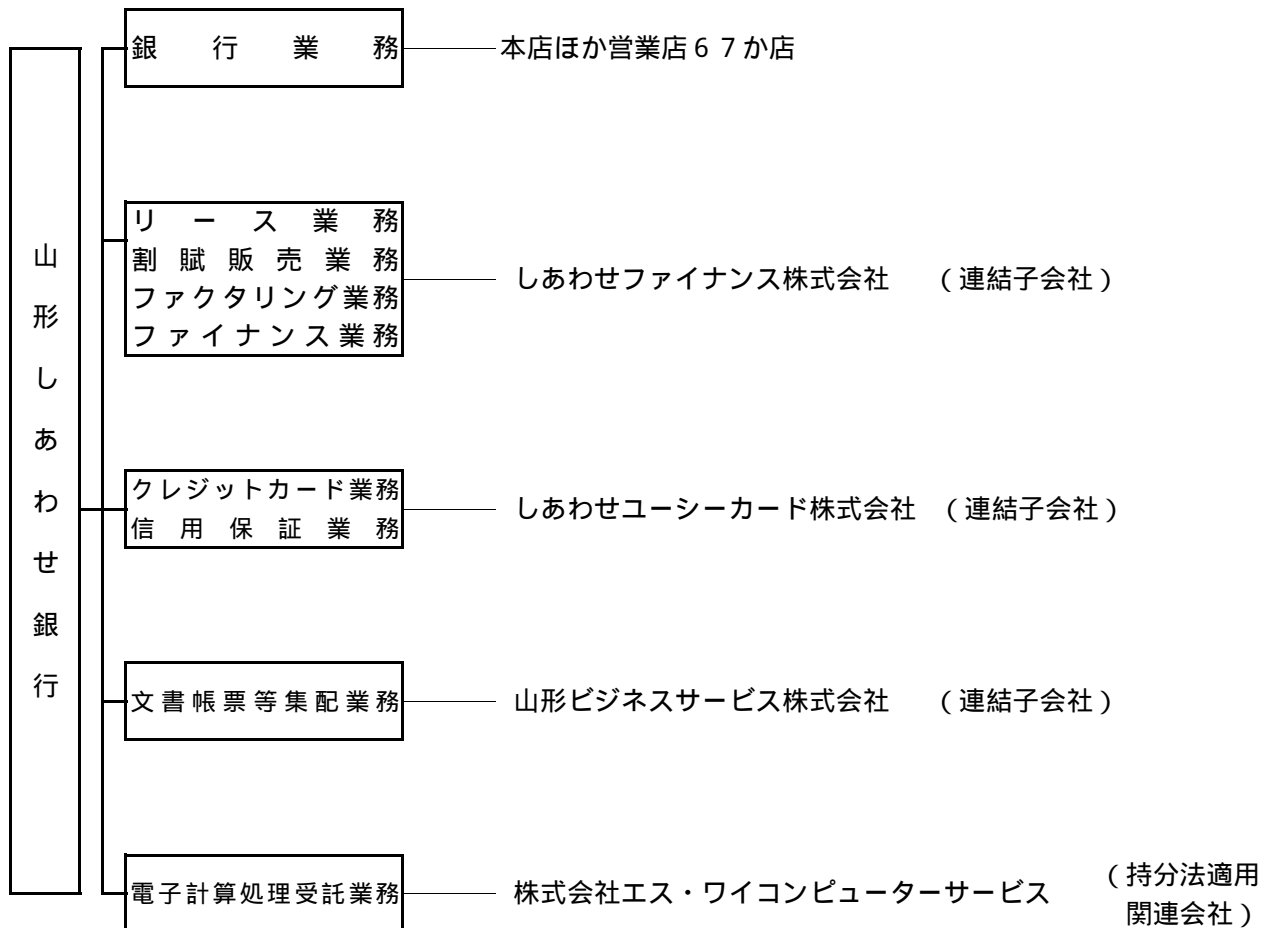 山形しあわせ銀行
銀行業務 本店ほか営業店67か店
リース業務
割賦販売業務
ファクタリング業務
ファイナンス業務
しあわせファイナンス株式会社 (連結子会社)
クレジットカード業務
信用保証業務
しあわせユーシーカード株式会社 (連結子会社)
文書帳票等集配業務 山形ビジネスサービス株式会社 (連結子会社)
電子計算処理受託業務 株式会社エス・ワイコンピューターサービス (持分法適用
関連会社)